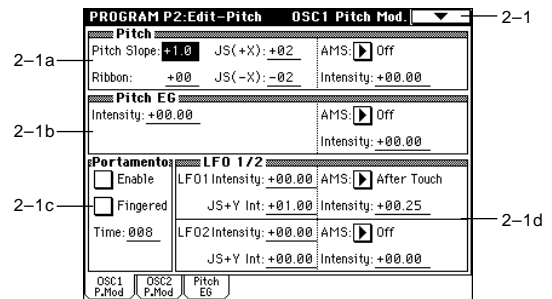 PROGRAM P2:Edit-Pitch OSC1 Pitch Mod.
2–1
Pitch
2–1a
Pitch Slope: +1.0 JS(+X): +02 AMS: Off
Ribbon: +00 JS(-X): -02 Intensity: +00.00
Pitch EG
2–1b
Intensity: +00.00 AMS: Off
Intensity: +00.00
Portamento LFO 1/2
Enable LFO1 Intensity: +00.00 AMS: After Touch
2–1c
Fingered JS+Y Int: +01.00 Intensity: +00.25
2–1d
Time: 008 LFO2 Intensity: +00.00 AMS: Off
JS+Y Int: +00.00 Intensity: +00.00
OSC1 P.Mod OSC2 P.Mod Pitch EG